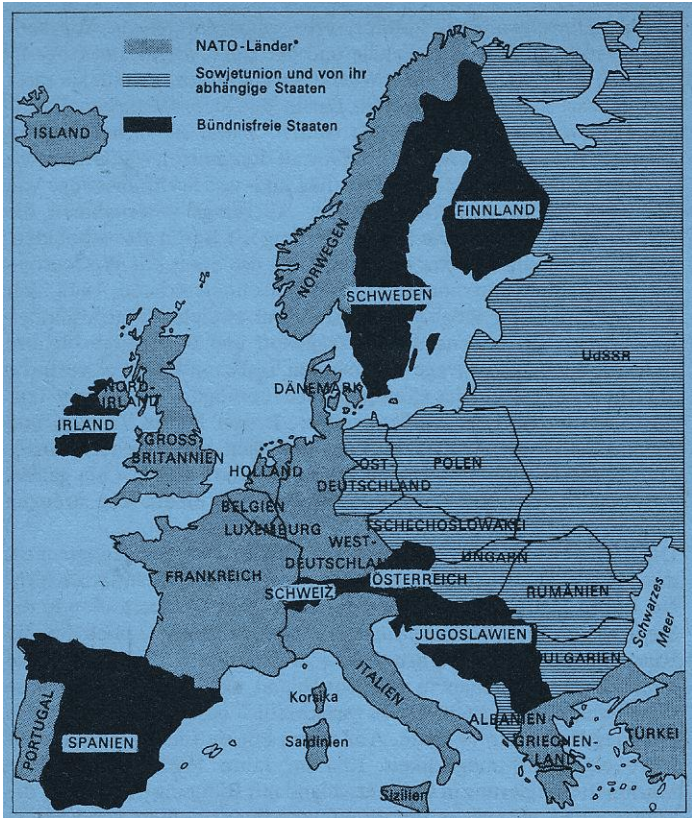 NATO-Länder*
Sowjetunion und von ihr
abhängige Staaten
Bündnisfreie Staaten
ISLAND
NORWEGEN
FINNLAND
SCHWEDEN
UdSSR
NORD-
IRLAND
IRLAND
GROSS-
BRITANNIEN
DÄNEMARK
HOLLAND
BELGIEN
LUXEMBURG
OST-
DEUTSCHLAND
POLEN
TSCHECHOSLOWAKEI
WEST-
DEUTSCHLAND
FRANKREICH
SCHWEIZ
ÖSTERREICH
UNGARN
RUMÄNIEN
Schwarzes
Meer
JUGOSLAWIEN
BULGARIEN
ITALIEN
Korsika
Sardinien
ALBANIEN
GRIECHEN-
LAND
TÜRKEI
PORTUGAL
SPANIEN
Sizilien